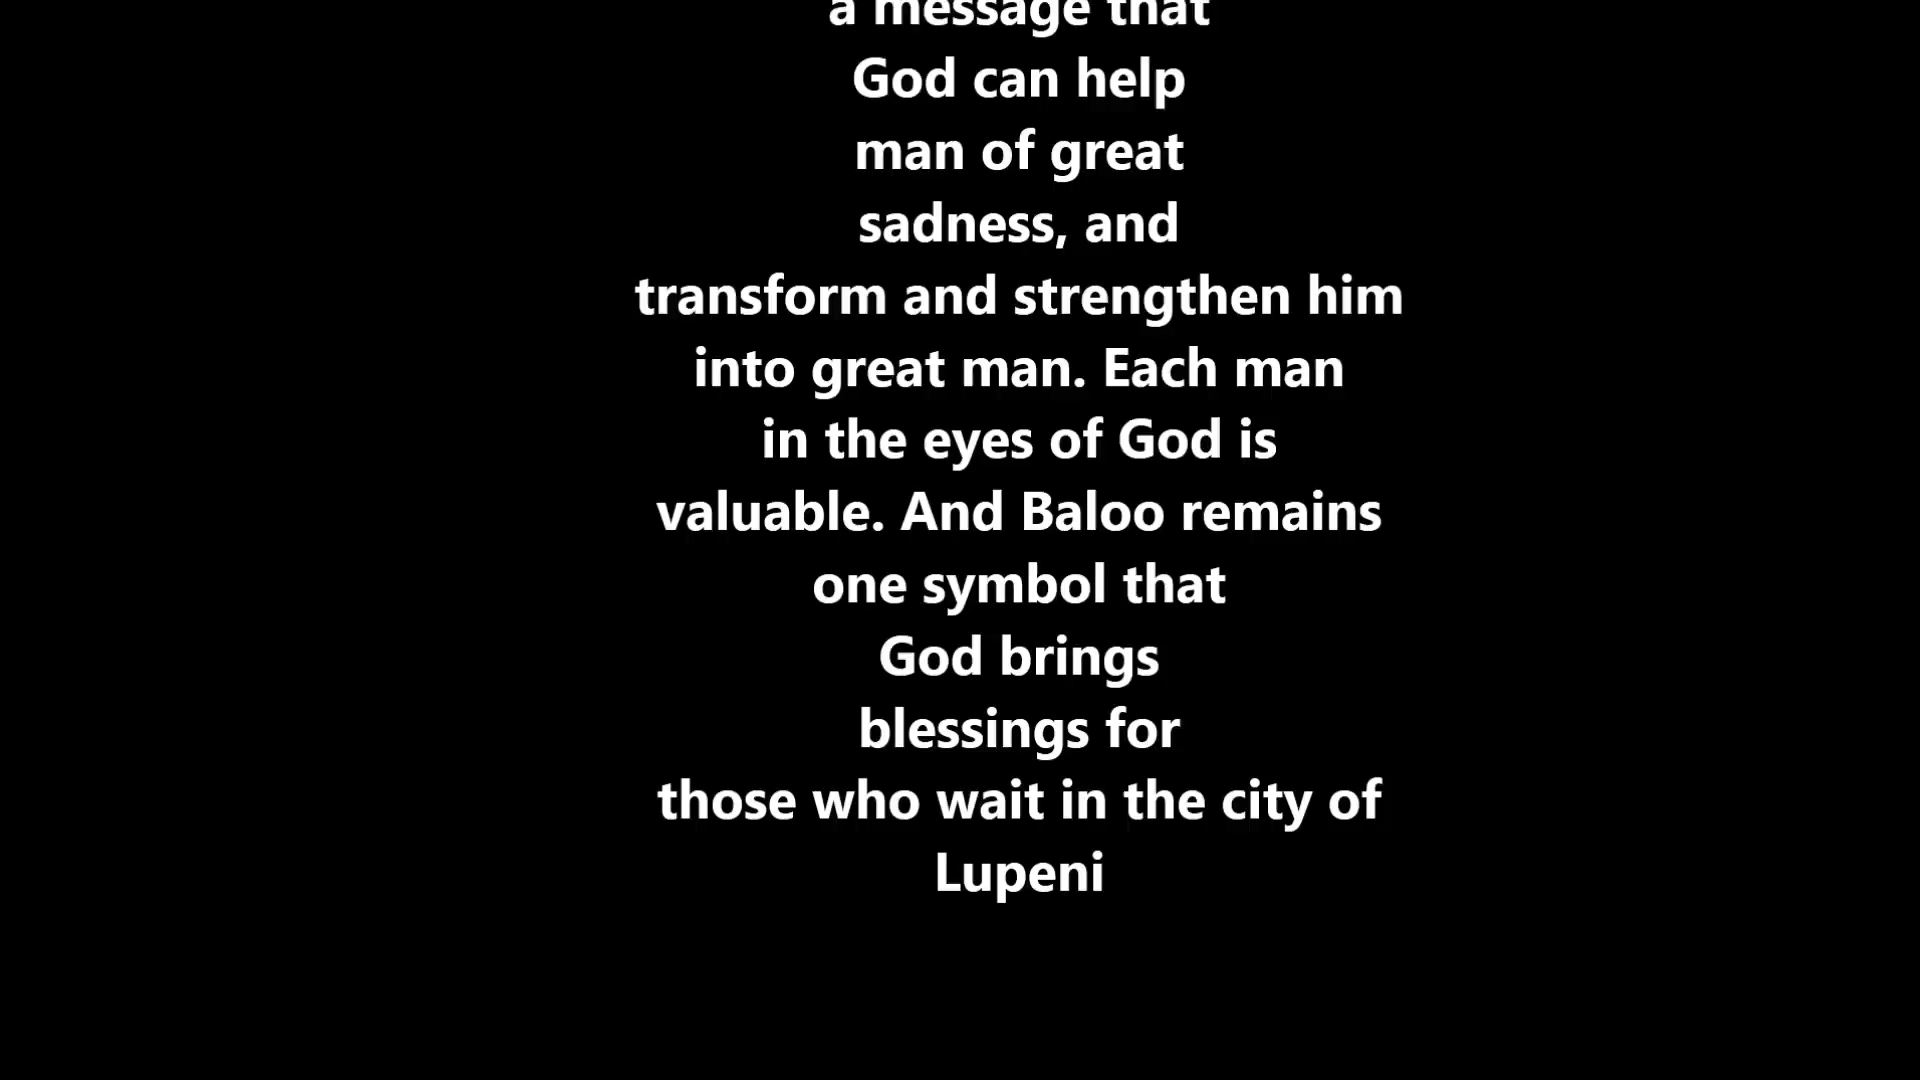 a message that
God can help
man of great
sadness, and
transform and strengthen him
into great man. Each man
in the eyes of God is
valuable. And Baloo remains
one symbol that
God brings
blessings for
those who wait in the city of
Lupeni